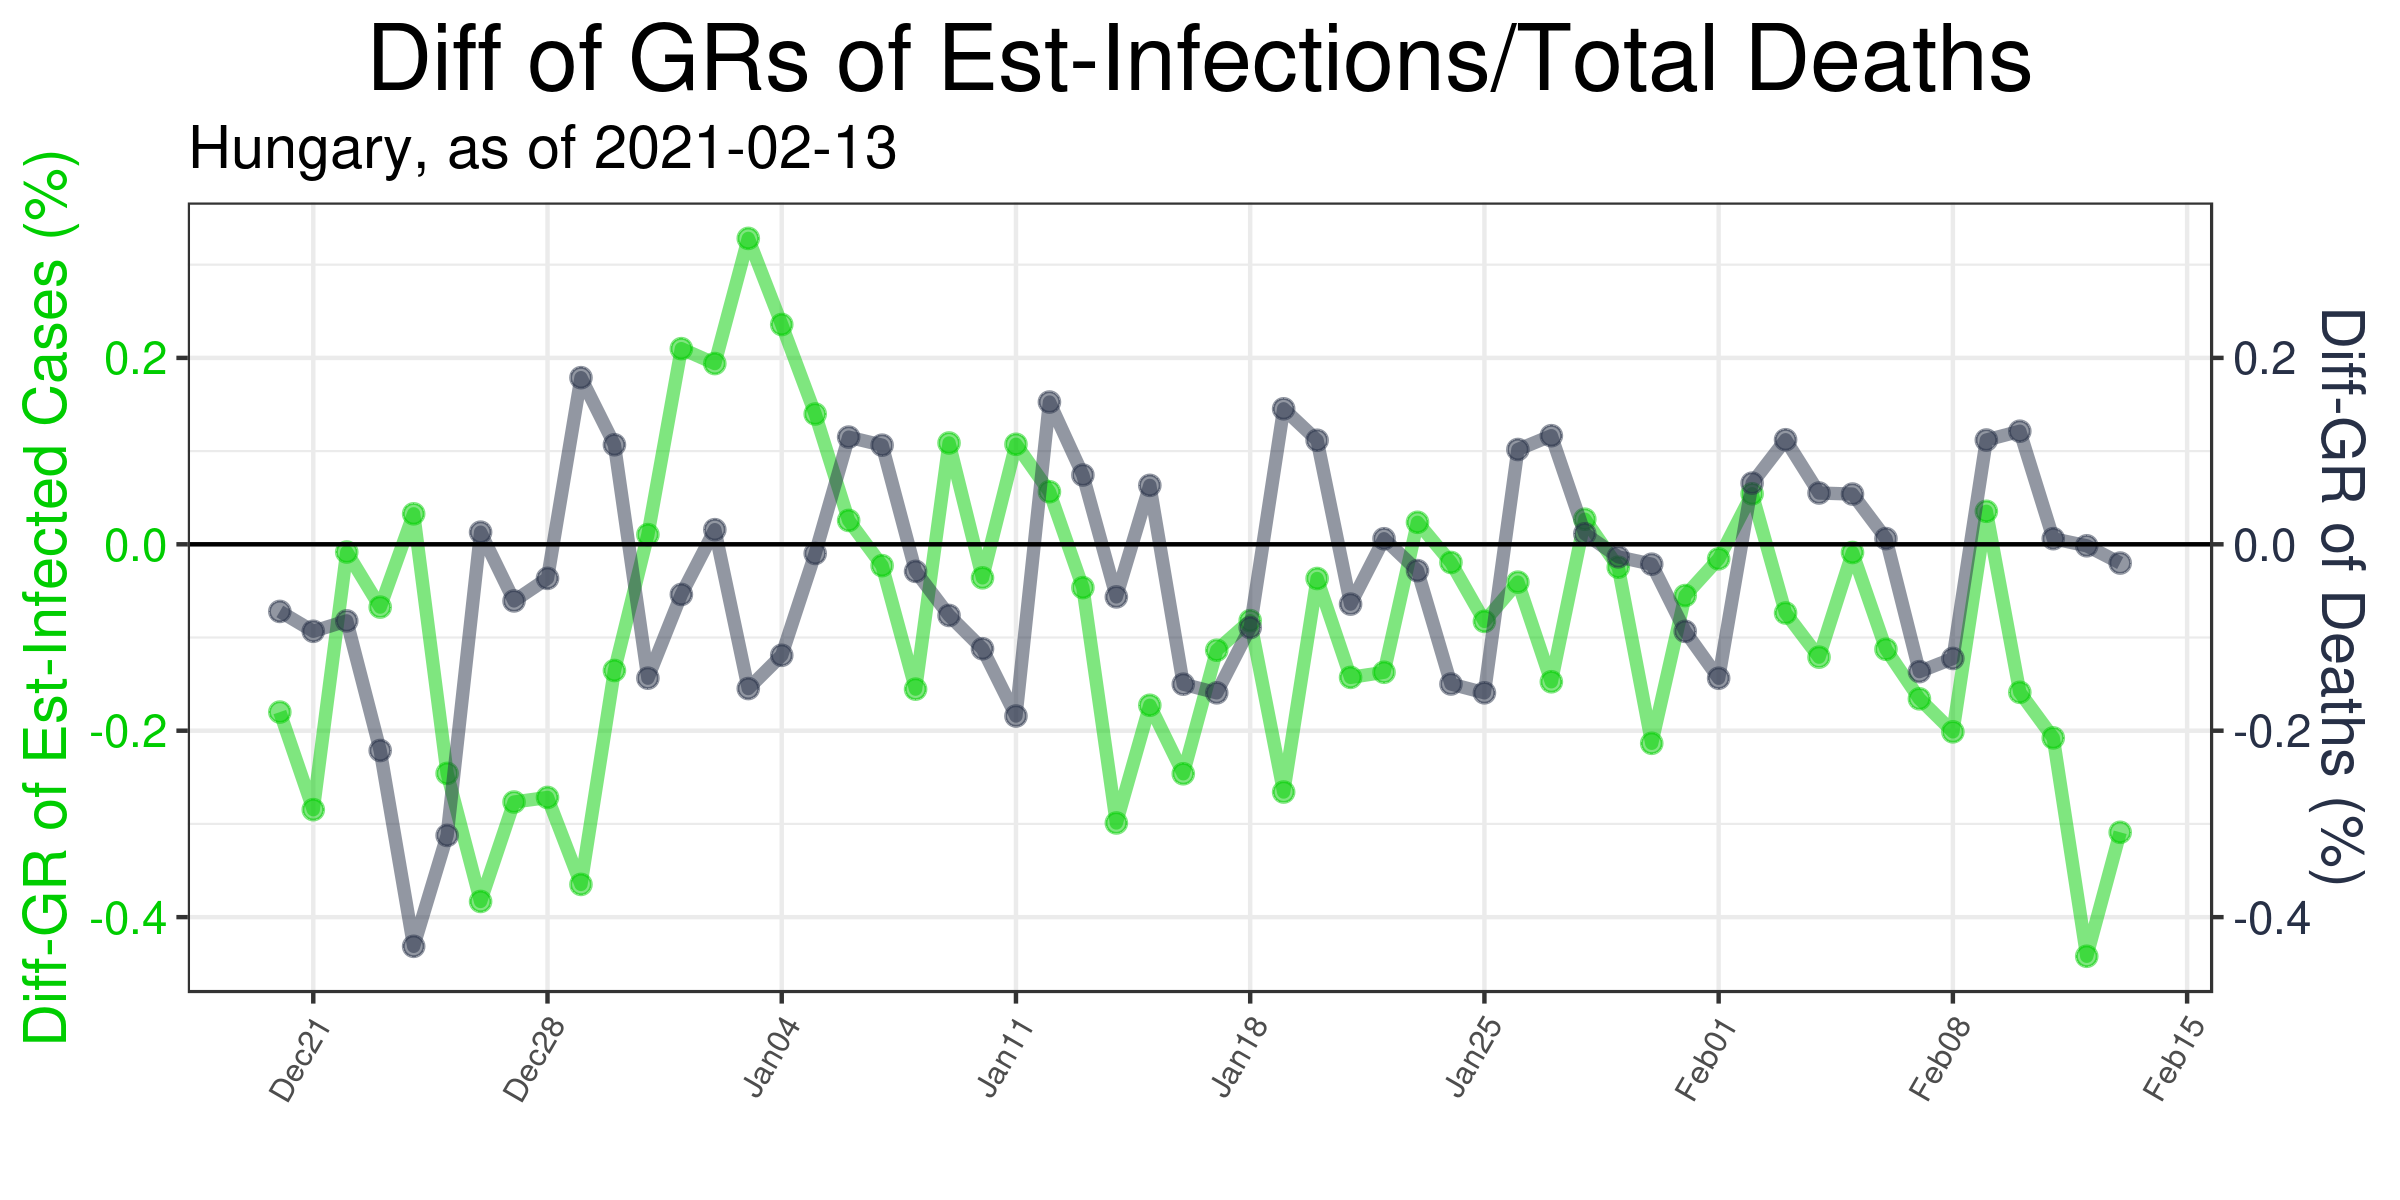 Diff of GRs of Est-Infections/Total Deaths
Hungary, as of 2021-02-13
Diff-GR of Est-Infected Cases (%)
0.2
0.0
-0.2
-0.4
0.2
0.0
-0.2
-0.4
Diff-GR of Deaths (%)
Dec21
Dec28
Jan04
Jan11
Jan18
Jan25
Feb01
Feb08
Feb15